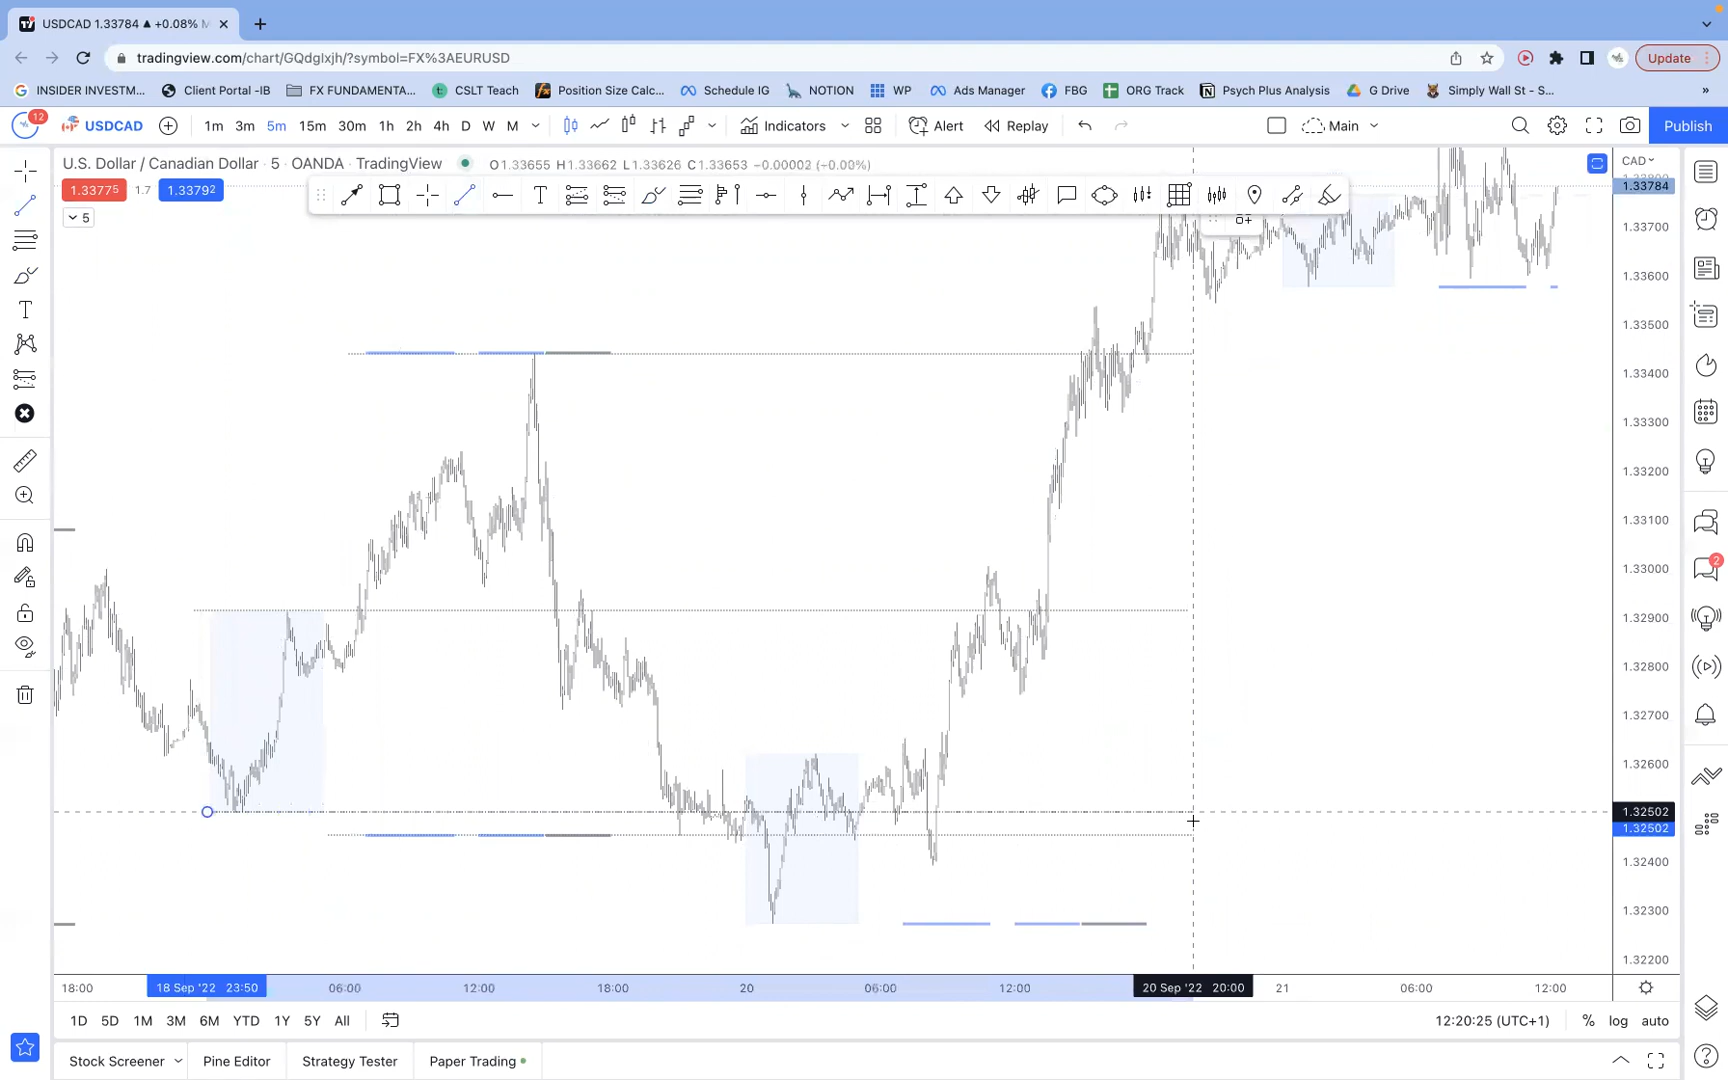 USDCAD 1.33784 ▲ +0.08%
tradingview.com/chart/GQdglxjh/?symbol=FX%3AEURUSD
Update
INSIDER INVESTM...
Client Portal -IB
FX FUNDAMENTA...
CSLT Teach
Position Size Calc...
Schedule IG
NOTION
WP
Ads Manager
FBG
ORG Track
Psych Plus Analysis
G Drive
Simply Wall St - S...
»
12
USDCAD
1m 3m 5m 15m 30m 1h 2h 4h D W M
Indicators
Alert
Replay
Main
Publish
U.S. Dollar / Canadian Dollar · 5 · OANDA · TradingView
O1.33655 H1.33662 L1.33626 C1.33653 −0.00002 (+0.00%)
CAD
1.33775
1.7
1.33792
5
1.33784
1.33700
1.33600
1.33500
1.33400
1.33300
1.33200
1.33100
1.33000
1.32900
1.32800
1.32700
1.32600
1.32502
1.32502
1.32400
1.32300
1.32200
2
18:00
18 Sep '22 23:50
06:00
12:00
18:00
20
06:00
12:00
20 Sep '22 20:00
21
06:00
12:00
1D 5D 1M 3M 6M YTD 1Y 5Y All
12:20:25 (UTC+1)
% log auto
Stock Screener
Pine Editor
Strategy Tester
Paper Trading